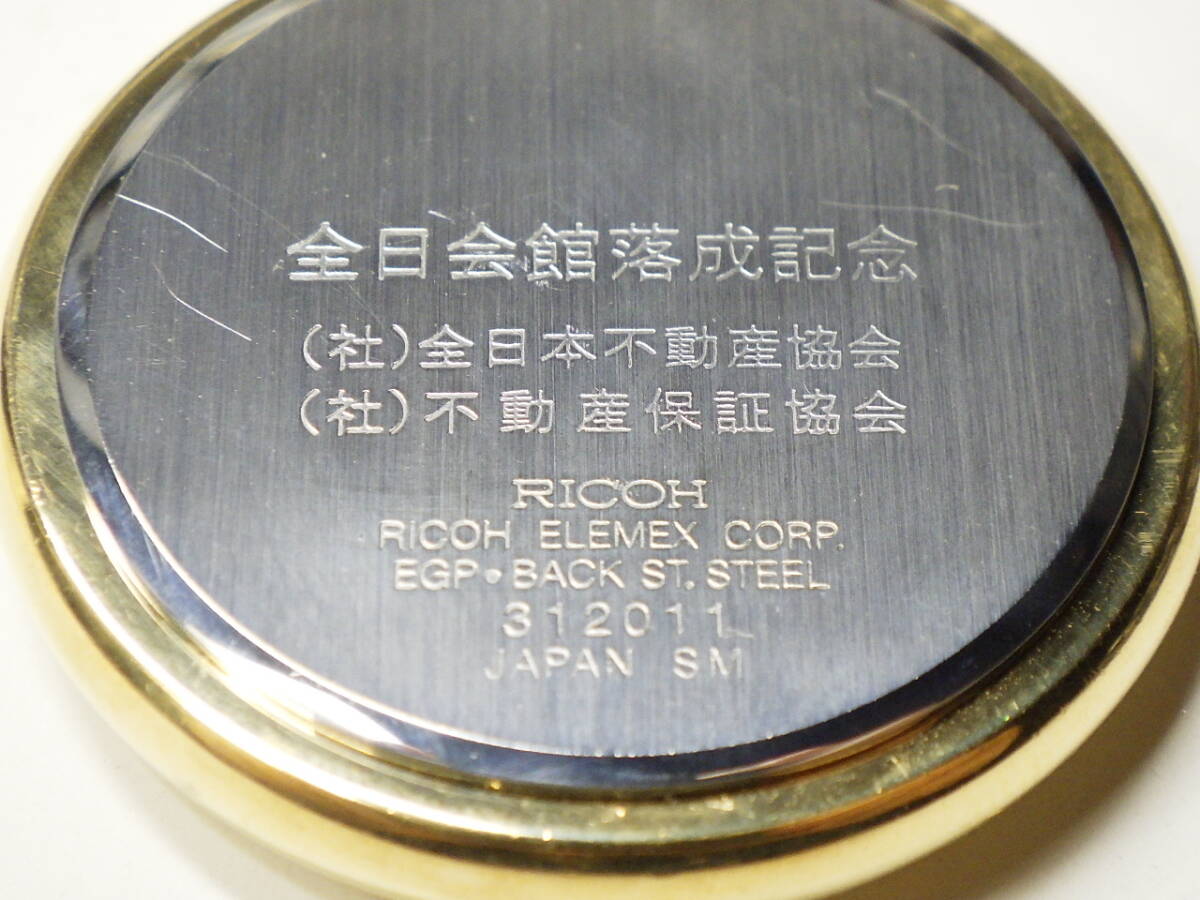 全日会館落成記念
(社)全日本不動産協会
(社)不動産保証協会
RICOH
RICOH ELEMEX CORP.
EGP•BACK ST. STEEL
312011
JAPAN SM